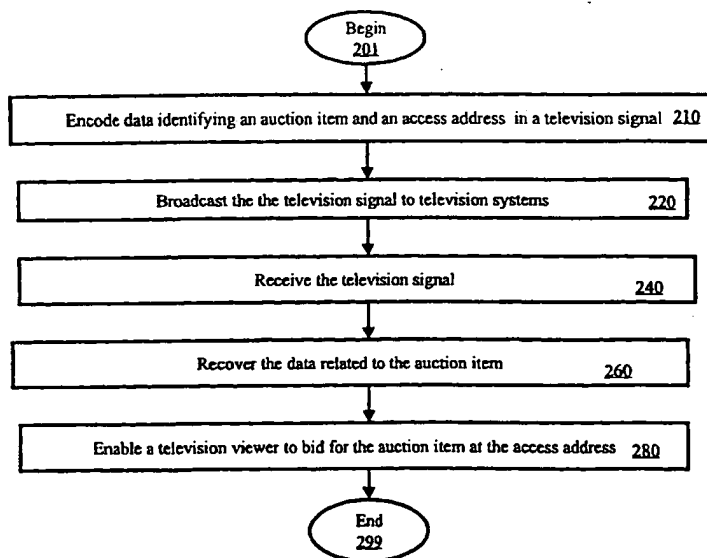 Begin
201
Encode data identifying an auction item and an access address in a television signal 210
Broadcast the the television signal to television systems 220
Receive the television signal 240
Recover the data related to the auction item 260
Enable a television viewer to bid for the auction item at the access address 280
End
299